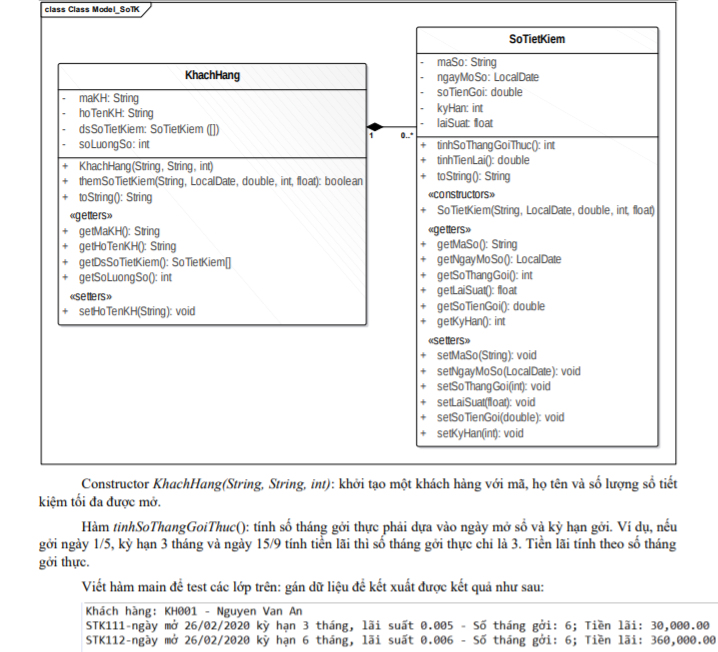 class Class Model_SoTK
KhachHang
- maKH: String
- hoTenKH: String
- dsSoTietKiem: SoTietKiem ([])
- soLuongSo: int
+ KhachHang(String, String, int)
+ themSoTietKiem(String, LocalDate, double, int, float): boolean
+ toString(): String
«getters»
+ getMaKH(): String
+ getHoTenKH(): String
+ getDsSoTietKiem(): SoTietKiem[]
+ getSoLuongSo(): int
«setters»
+ setHoTenKH(String): void
1
0..*
SoTietKiem
- maSo: String
- ngayMoSo: LocalDate
- soTienGoi: double
- kyHan: int
- laiSuat: float
+ tinhSoThangGoiThuc(): int
+ tinhTienLai(): double
+ toString(): String
«constructors»
+ SoTietKiem(String, LocalDate, double, int, float)
«getters»
+ getMaSo(): String
+ getNgayMoSo(): LocalDate
+ getSoThangGoi(): int
+ getLaiSuat(): float
+ getSoTienGoi(): double
+ getKyHan(): int
«setters»
+ setMaSo(String): void
+ setNgayMoSo(LocalDate): void
+ setSoThangGoi(int): void
+ setLaiSuat(float): void
+ setSoTienGoi(double): void
+ setKyHan(int): void
Constructor KhachHang(String, String, int): khởi tạo một khách hàng với mã, họ tên và số lượng sổ tiết
kiệm tối đa được mở.
Hàm tinhSoThangGoiThuc(): tính số tháng gởi thực phải dựa vào ngày mở sổ và kỳ hạn gởi. Ví dụ, nếu
gởi ngày 1/5, kỳ hạn 3 tháng và ngày 15/9 tính tiền lãi thì số tháng gởi thực chỉ là 3. Tiền lãi tính theo số tháng
gởi thực.
Viết hàm main để test các lớp trên: gán dữ liệu để kết xuất được kết quả như sau:
Khách hàng: KH001 - Nguyen Van An
STK111-ngày mở 26/02/2020 kỳ hạn 3 tháng, lãi suất 0.005 - Số tháng gởi: 6; Tiền lãi: 30,000.00
STK112-ngày mở 26/02/2020 kỳ hạn 6 tháng, lãi suất 0.006 - Số tháng gởi: 6; Tiền lãi: 360,000.00